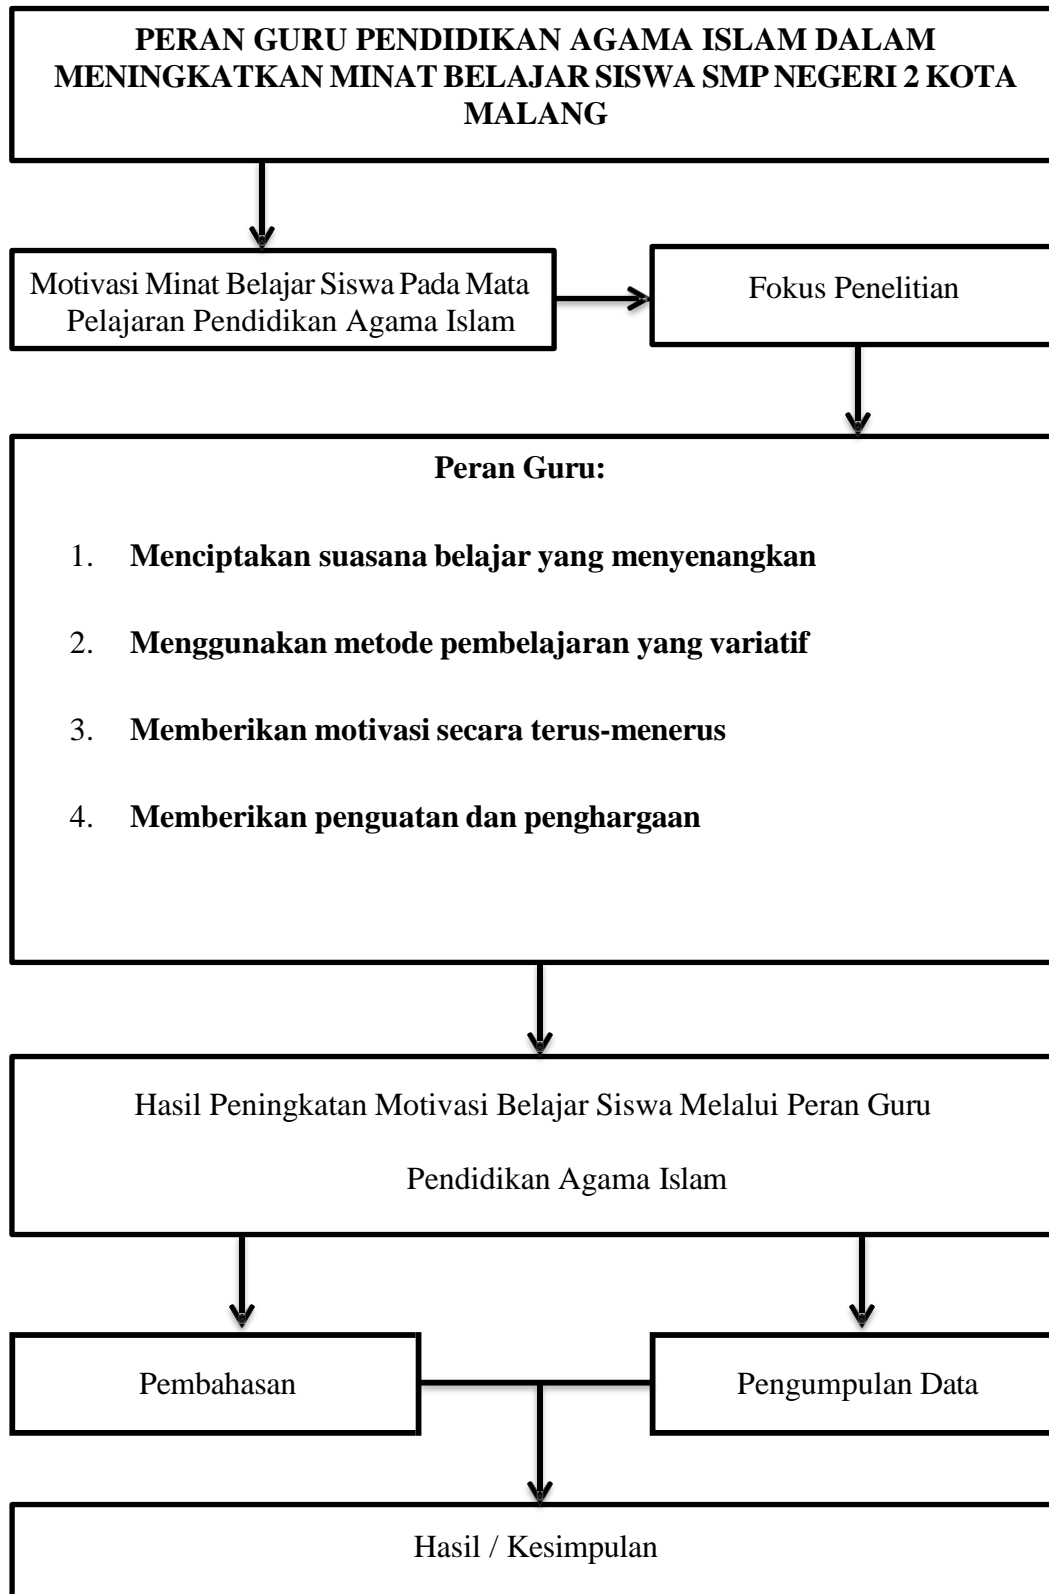 PERAN GURU PENDIDIKAN AGAMA ISLAM DALAM
MENINGKATKAN MINAT BELAJAR SISWA SMP NEGERI 2 KOTA
MALANG
Motivasi Minat Belajar Siswa Pada Mata
Pelajaran Pendidikan Agama Islam
Fokus Penelitian
Peran Guru:
1. Menciptakan suasana belajar yang menyenangkan
2. Menggunakan metode pembelajaran yang variatif
3. Memberikan motivasi secara terus-menerus
4. Memberikan penguatan dan penghargaan
Hasil Peningkatan Motivasi Belajar Siswa Melalui Peran Guru
Pendidikan Agama Islam
Pembahasan
Pengumpulan Data
Hasil / Kesimpulan